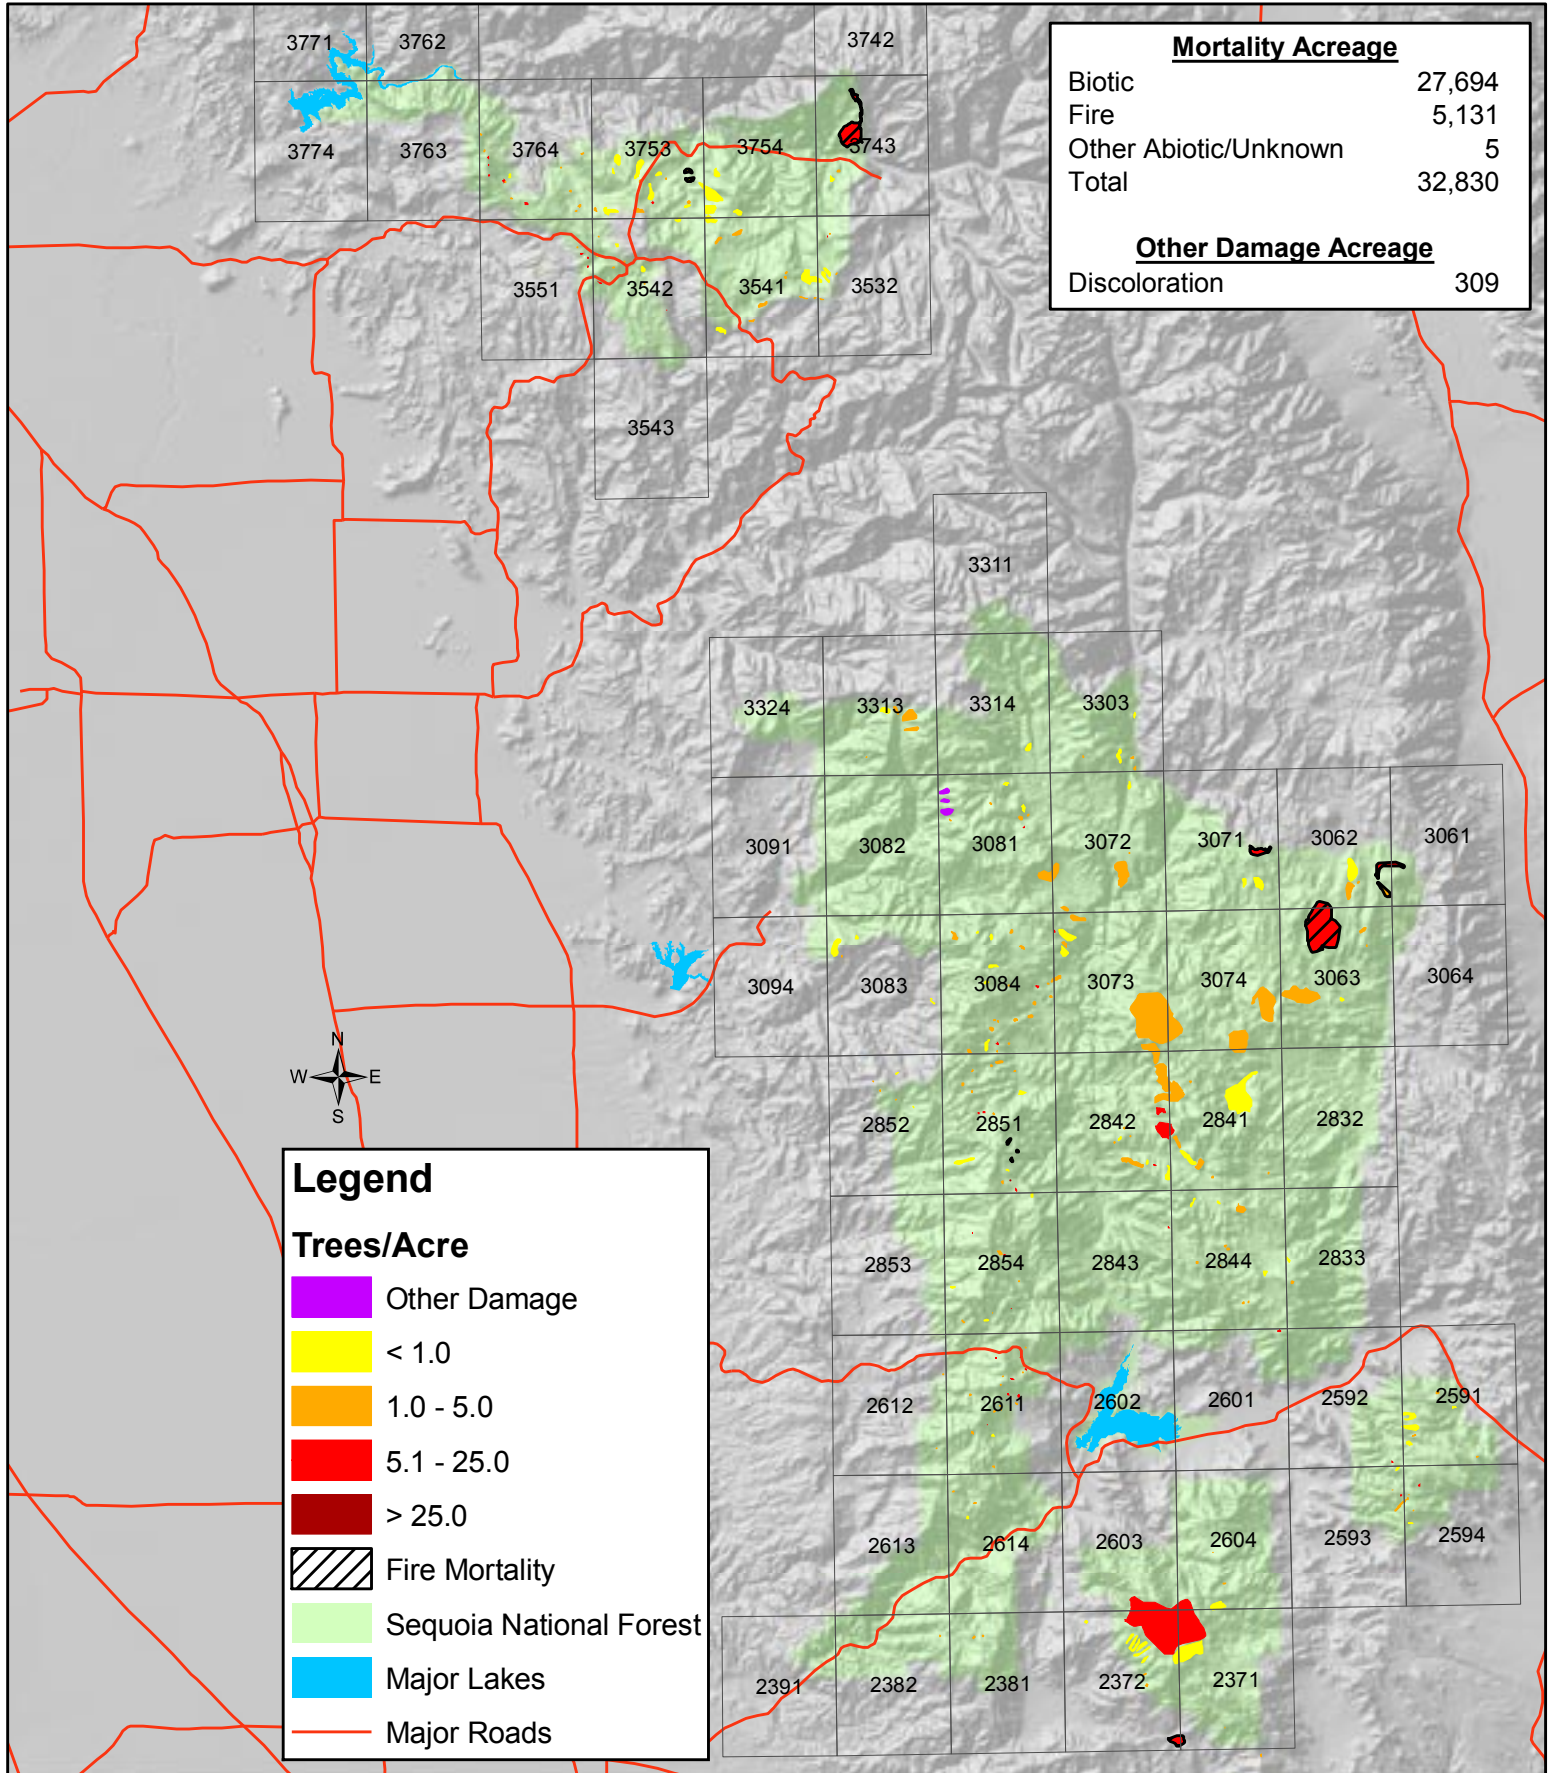 Mortality Acreage
Biotic 27,694
Fire 5,131
Other Abiotic/Unknown 5
Total 32,830
Other Damage Acreage
Discoloration 309
3771 3762 3742
3774 3763 3764 3753 3754 3743
3551 3542 3541 3532
3543
3311
3324 3313 3314 3303
3091 3082 3081 3072 3071 3062 3061
3094 3083 3084 3073 3074 3063 3064
N
W E
S
2852 2851 2842 2841 2832
2853 2854 2843 2844 2833
2612 2611 2602 2601 2592 2591
2613 2614 2603 2604 2593 2594
2391 2382 2381 2372 2371
Legend
Trees/Acre
Other Damage
< 1.0
1.0 - 5.0
5.1 - 25.0
> 25.0
Fire Mortality
Sequoia National Forest
Major Lakes
Major Roads